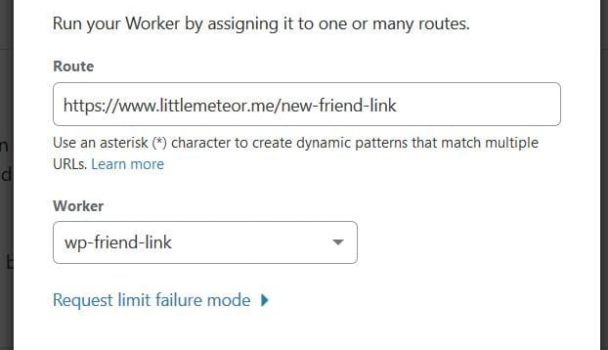 Run your Worker by assigning it to one or many routes.
Route
https://www.littlemeteor.me/new-friend-link
Use an asterisk (*) character to create dynamic patterns that match multiple
URLs. Learn more
Worker
wp-friend-link
Request limit failure mode